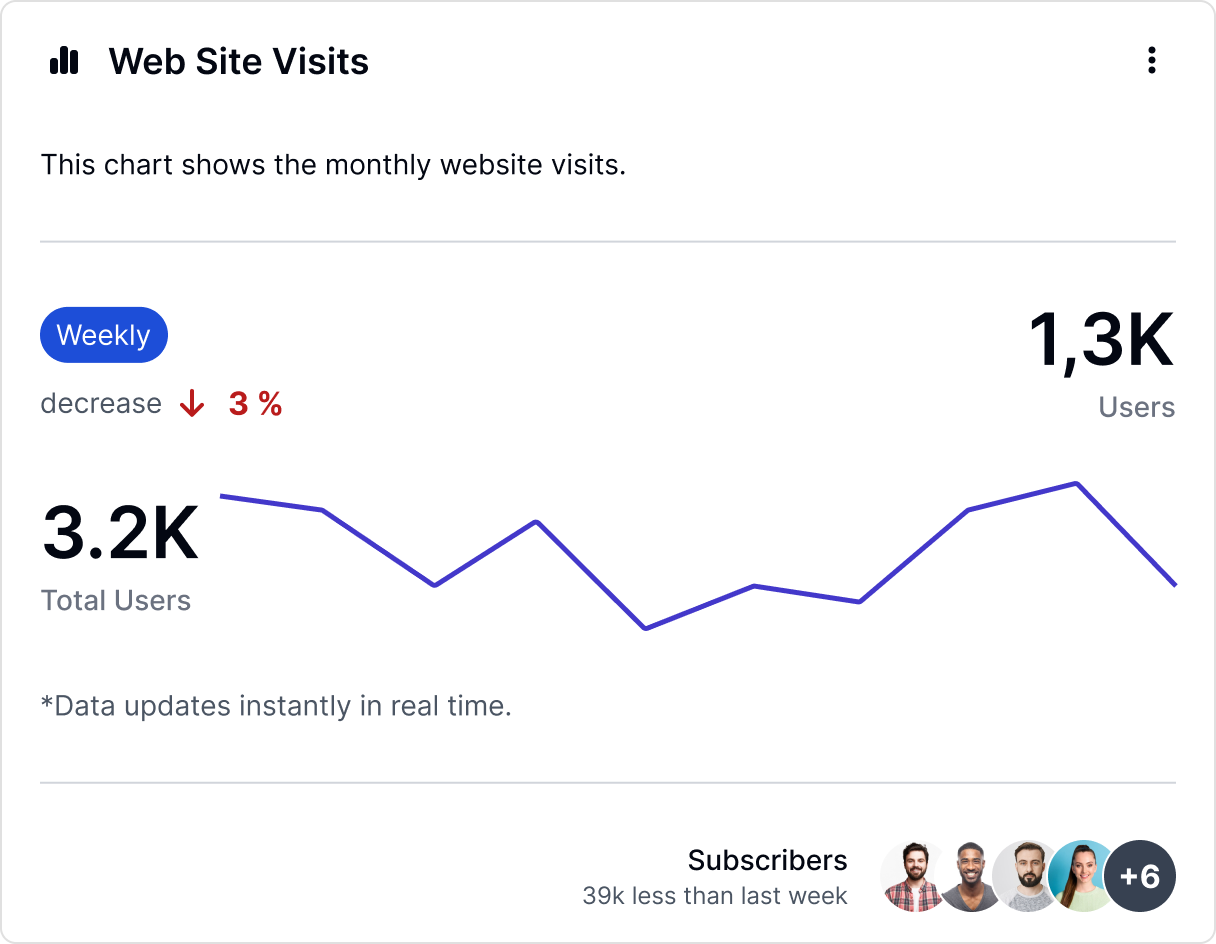 Web Site Visits
This chart shows the monthly website visits.
Weekly
decrease ↓ 3 %
1,3K
Users
3.2K
Total Users
*Data updates instantly in real time.
Subscribers
39k less than last week
+6